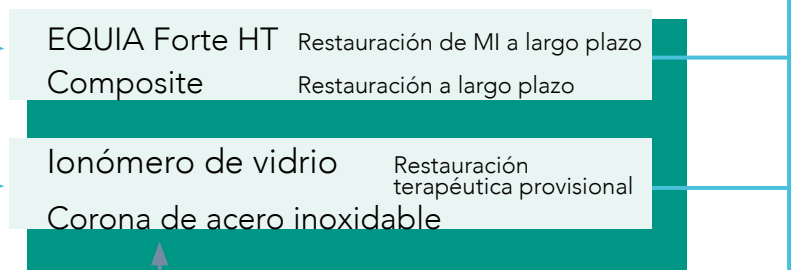 EQUIA Forte HT Restauración de MI a largo plazo
Composite Restauración a largo plazo
Ionómero de vidrio Restauración
terapéutica provisional
Corona de acero inoxidable